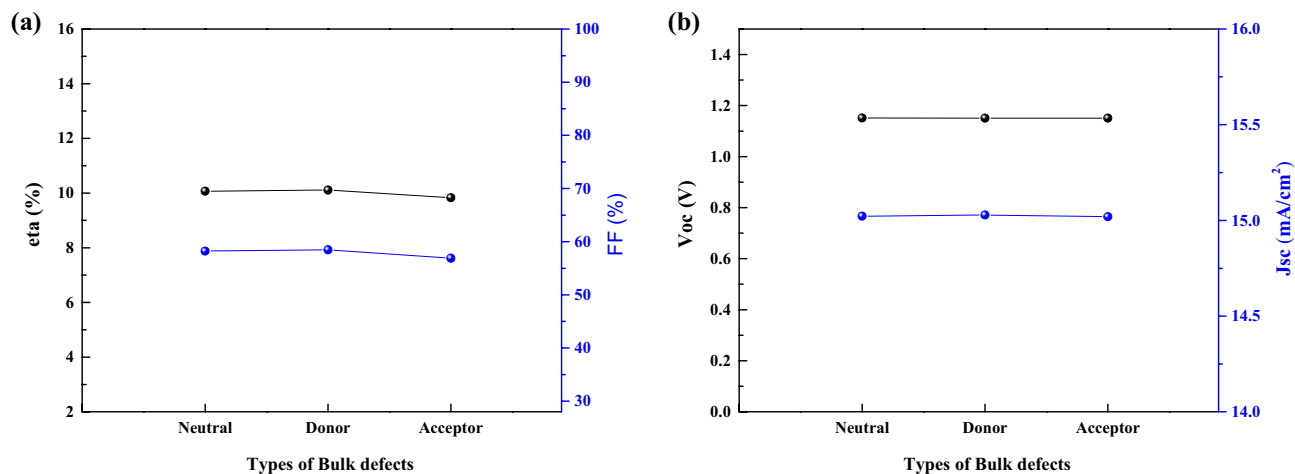 (a)
16
14
12
10
8
6
4
2
eta (%)
100
90
80
70
60
50
40
30
FF (%)
Neutral Donor Acceptor
Types of Bulk defects
(b)
1.4
1.2
1.0
0.8
0.6
0.4
0.2
0.0
Voc (V)
16.0
15.5
15.0
14.5
14.0
Jsc (mA/cm²)
Neutral Donor Acceptor
Types of Bulk defects